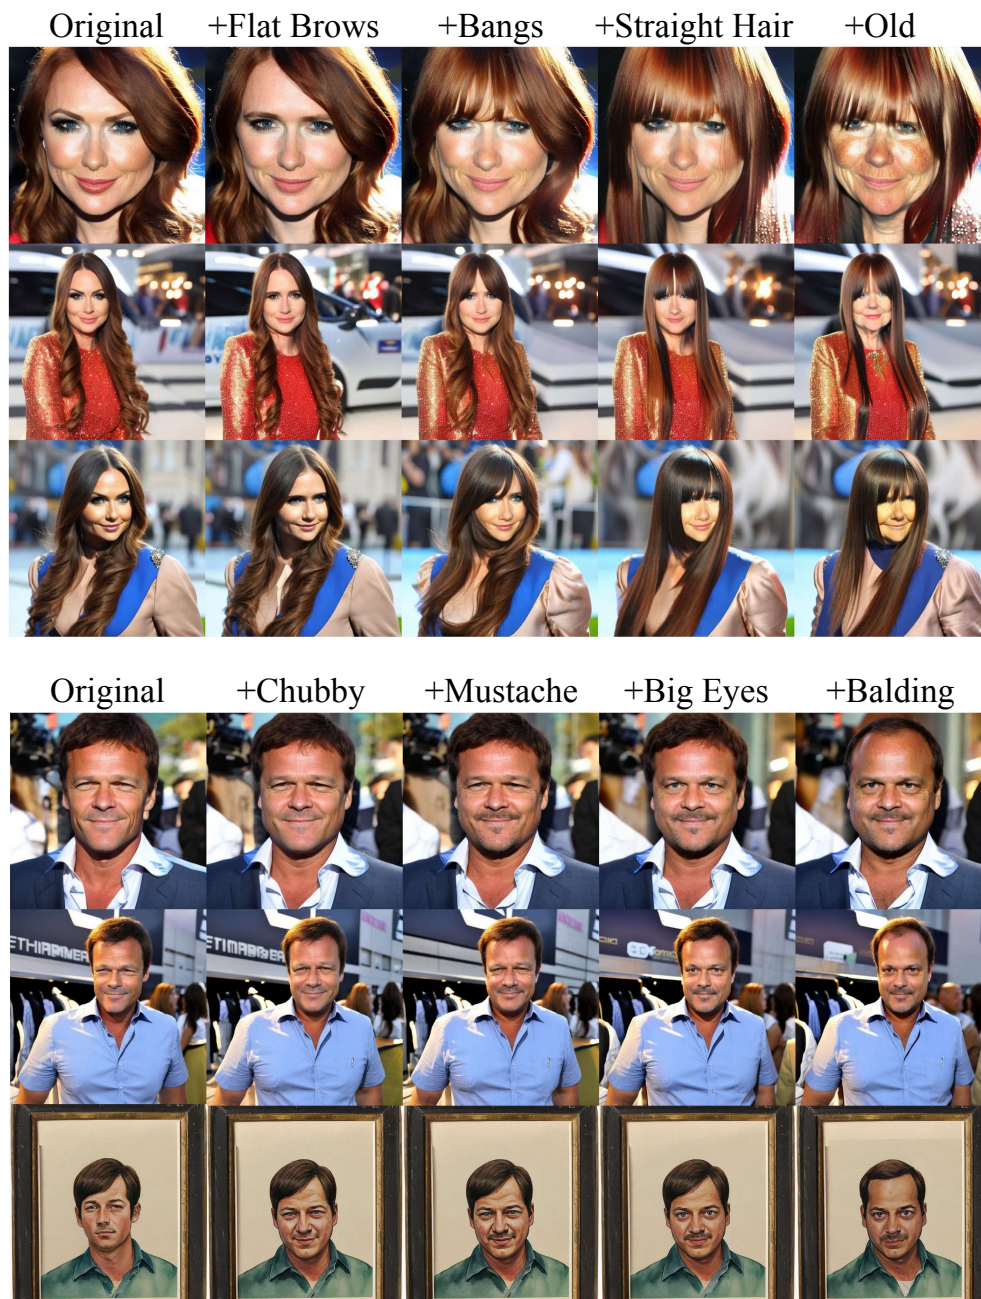 Original +Flat Brows +Bangs +Straight Hair +Old
Original +Chubby +Mustache +Big Eyes +Balding